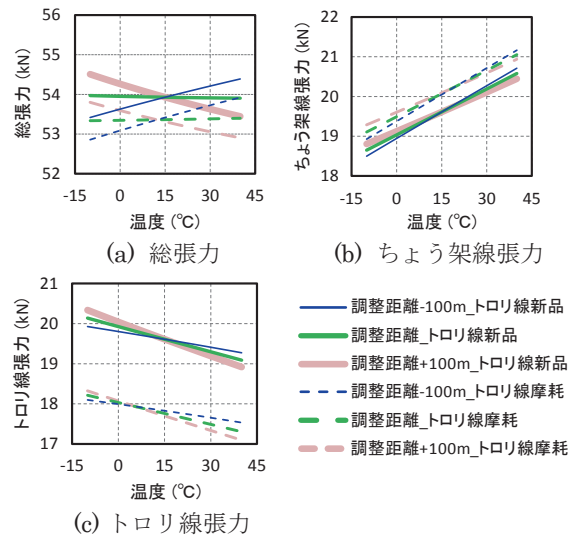 総張力 (kN)
56
55
54
53
52
-15
0
15
30
45
温度 (℃)
(a) 総張力
ちょう架線張力 (kN)
22
21
20
19
18
-15
0
15
30
45
温度 (℃)
(b) ちょう架線張力
トロリ線張力 (kN)
21
20
19
18
17
-15
0
15
30
45
温度 (℃)
(c) トロリ線張力
調整距離-100m_トロリ線新品
調整距離_トロリ線新品
調整距離+100m_トロリ線新品
調整距離-100m_トロリ線摩耗
調整距離_トロリ線摩耗
調整距離+100m_トロリ線摩耗